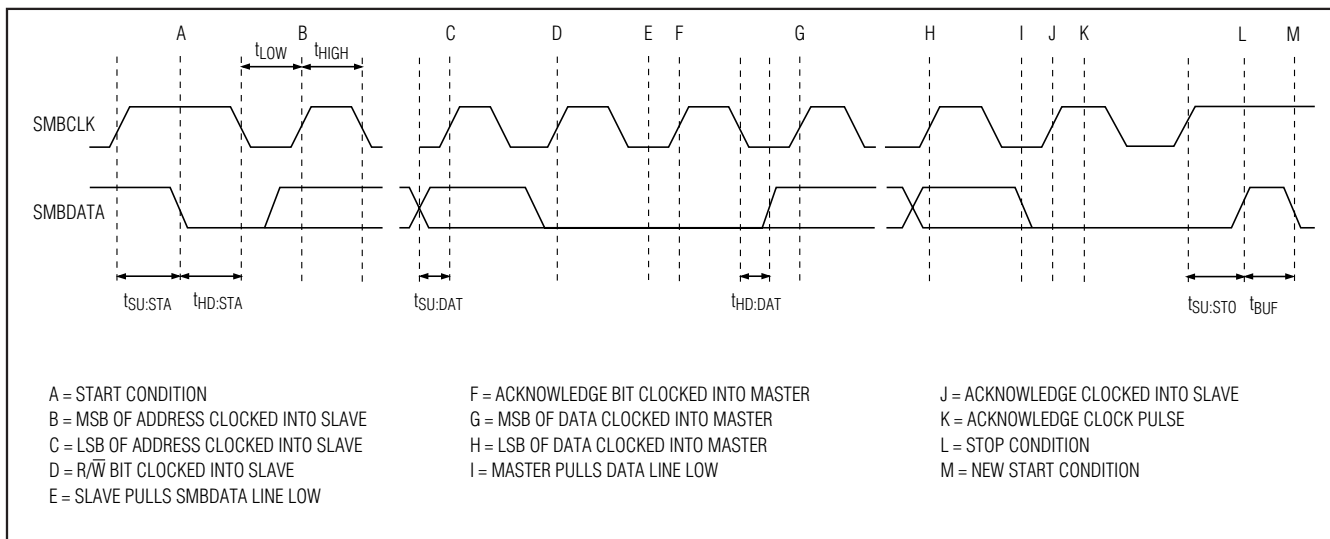 A B C D E F G H I J K L M
tLOW tHIGH
SMBCLK
SMBDATA
tSU:STA tHD:STA tSU:DAT tHD:DAT tSU:STO tBUF
A = START CONDITION
B = MSB OF ADDRESS CLOCKED INTO SLAVE
C = LSB OF ADDRESS CLOCKED INTO SLAVE
D = R/W̅ BIT CLOCKED INTO SLAVE
E = SLAVE PULLS SMBDATA LINE LOW
F = ACKNOWLEDGE BIT CLOCKED INTO MASTER
G = MSB OF DATA CLOCKED INTO MASTER
H = LSB OF DATA CLOCKED INTO MASTER
I = MASTER PULLS DATA LINE LOW
J = ACKNOWLEDGE CLOCKED INTO SLAVE
K = ACKNOWLEDGE CLOCK PULSE
L = STOP CONDITION
M = NEW START CONDITION